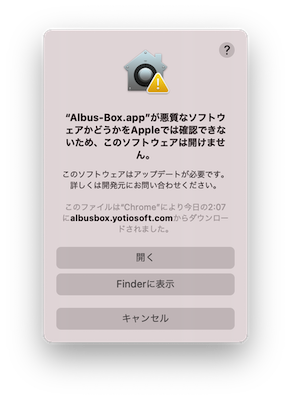 ?
“Albus-Box.app”が悪質なソフトウ
ェアかどうかをAppleでは確認できな
いため、このソフトウェアは開けませ
ん。
このソフトウェアはアップデートが必要です。
詳しくは開発元にお問い合わせください。
このファイルは“Chrome”により今日の2:07
にalbusbox.yotiosoft.comからダウンロー
ドされました。
開く
Finderに表示
キャンセル